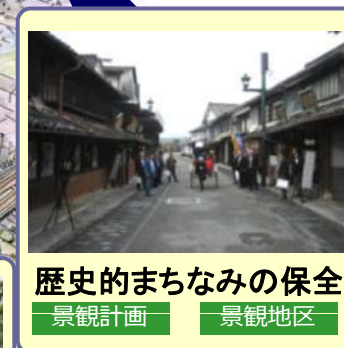 歴史的まちなみの保全
景観計画 景観地区